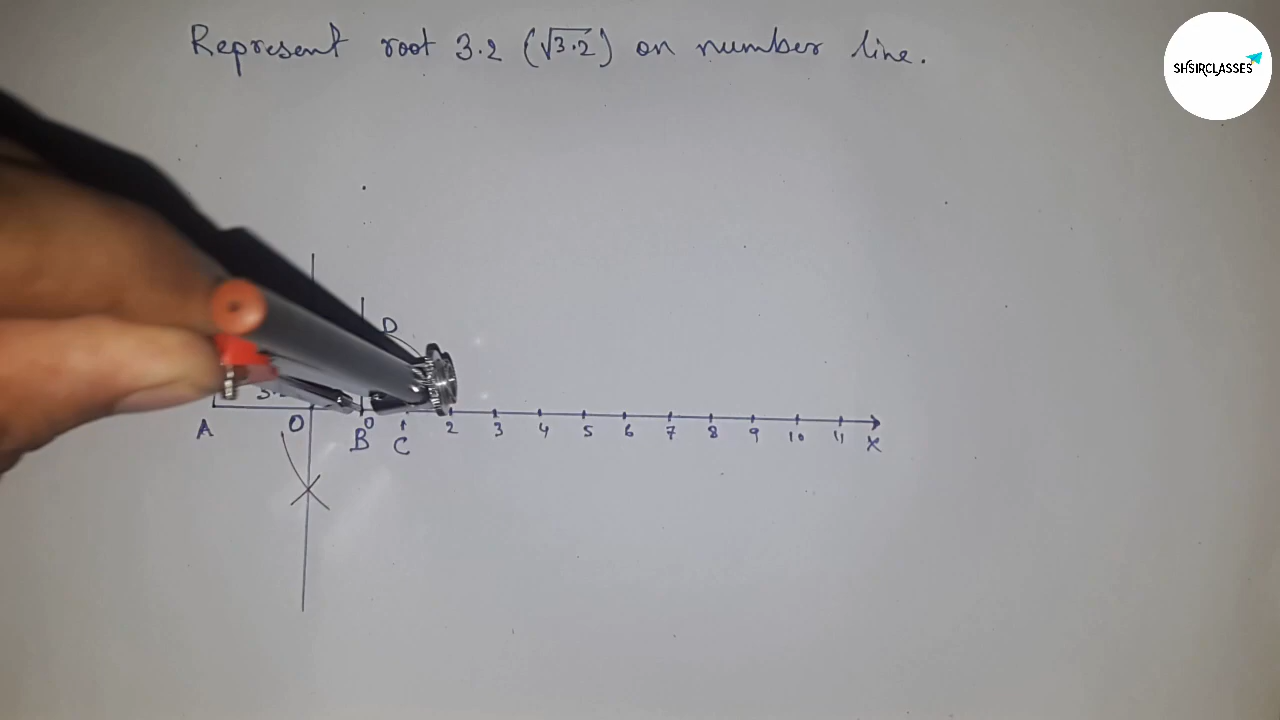 Represent root 3.2 (√3.2) on number line.
SHSIRCLASSES
D
A O B 0 C 2 3 4 5 6 7 8 9 10 11 X